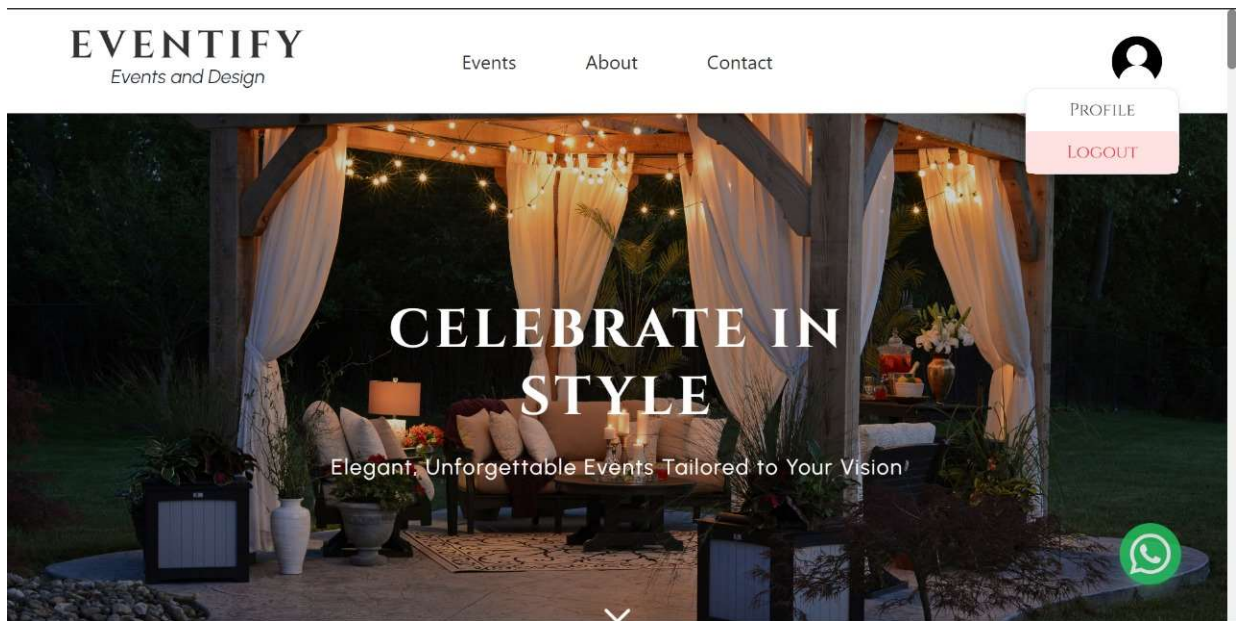 EVENTIFY
Events and Design
Events About Contact
PROFILE
LOGOUT
CELEBRATE IN
STYLE
Elegant, Unforgettable Events Tailored to Your Vision